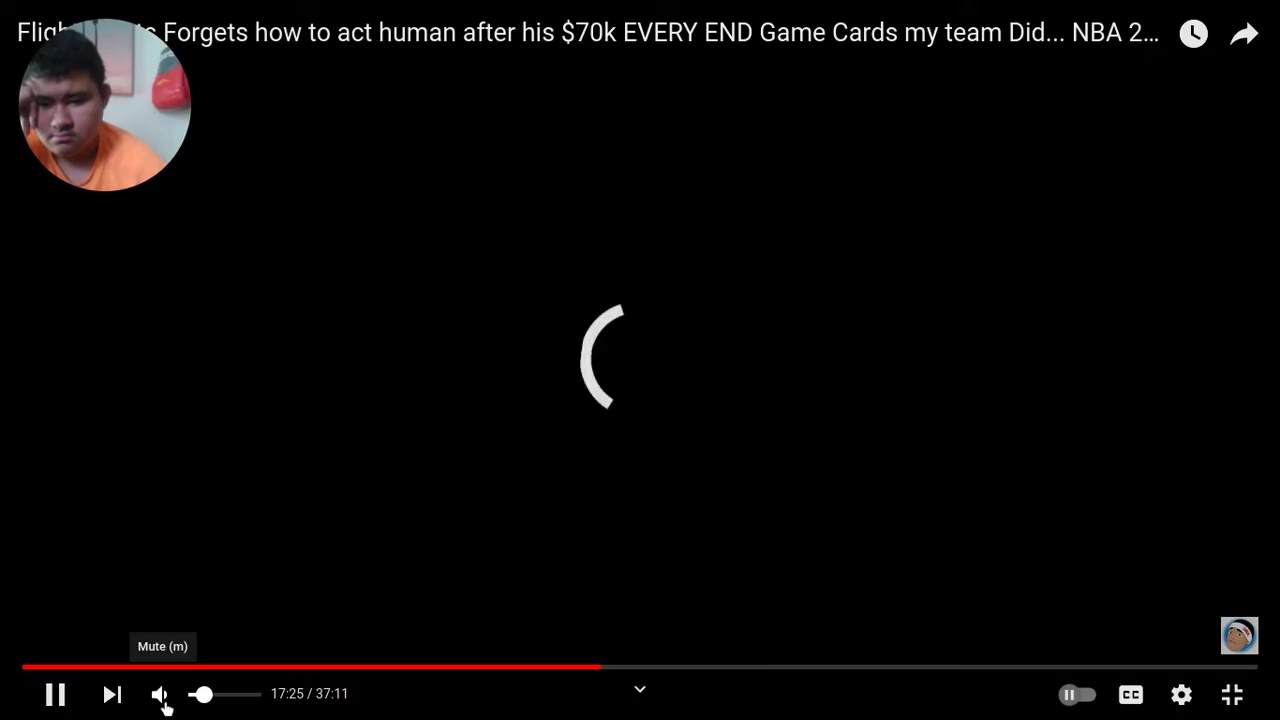 Forgets how to act human after his $70k EVERY END Game Cards my team Did... NBA 2...
Mute (m)
17:25 / 37:11
CC